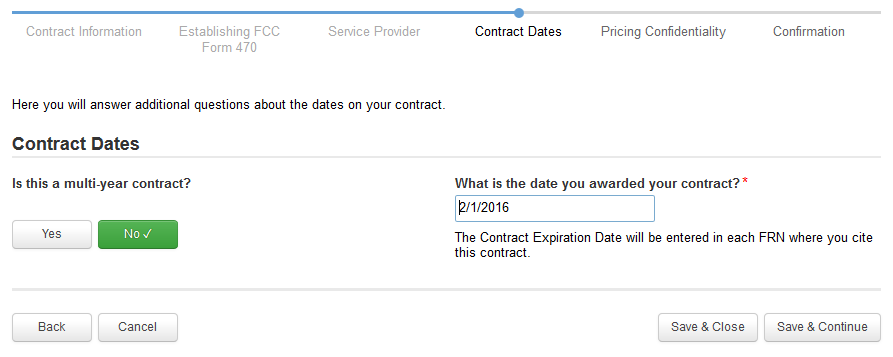 Contract Information
Establishing FCC
Form 470
Service Provider
Contract Dates
Pricing Confidentiality
Confirmation
Here you will answer additional questions about the dates on your contract.
Contract Dates
Is this a multi-year contract?
Yes
No ✓
What is the date you awarded your contract?*
2/1/2016
The Contract Expiration Date will be entered in each FRN where you cite
this contract.
Back
Cancel
Save & Close
Save & Continue